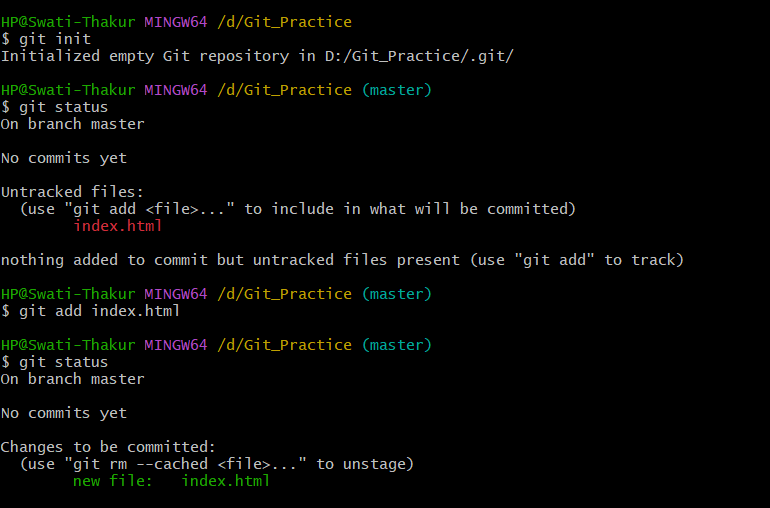 HP@Swati-Thakur MINGW64 /d/Git_Practice
$ git init
Initialized empty Git repository in D:/Git_Practice/.git/
HP@Swati-Thakur MINGW64 /d/Git_Practice (master)
$ git status
On branch master
No commits yet
Untracked files:
(use "git add <file>..." to include in what will be committed)
index.html
nothing added to commit but untracked files present (use "git add" to track)
HP@Swati-Thakur MINGW64 /d/Git_Practice (master)
$ git add index.html
HP@Swati-Thakur MINGW64 /d/Git_Practice (master)
$ git status
On branch master
No commits yet
Changes to be committed:
(use "git rm --cached <file>..." to unstage)
new file:   index.html